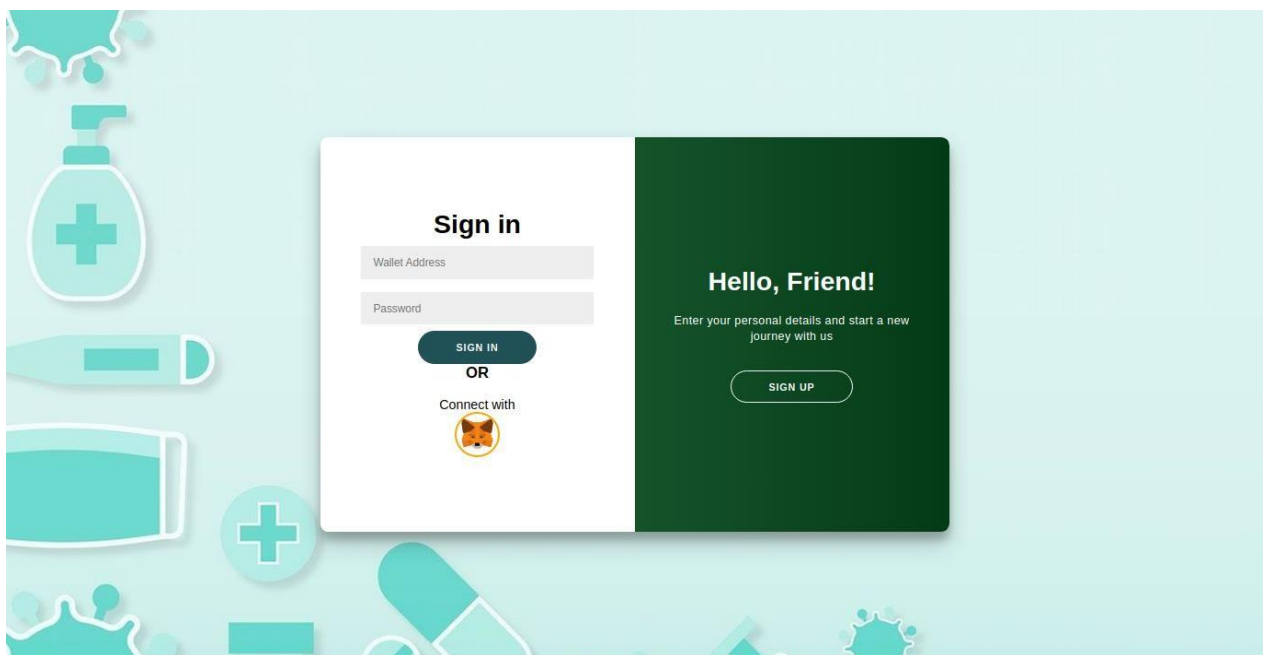 Sign in
Wallet Address
Password
SIGN IN
OR
Connect with
Hello, Friend!
Enter your personal details and start a new
journey with us
SIGN UP